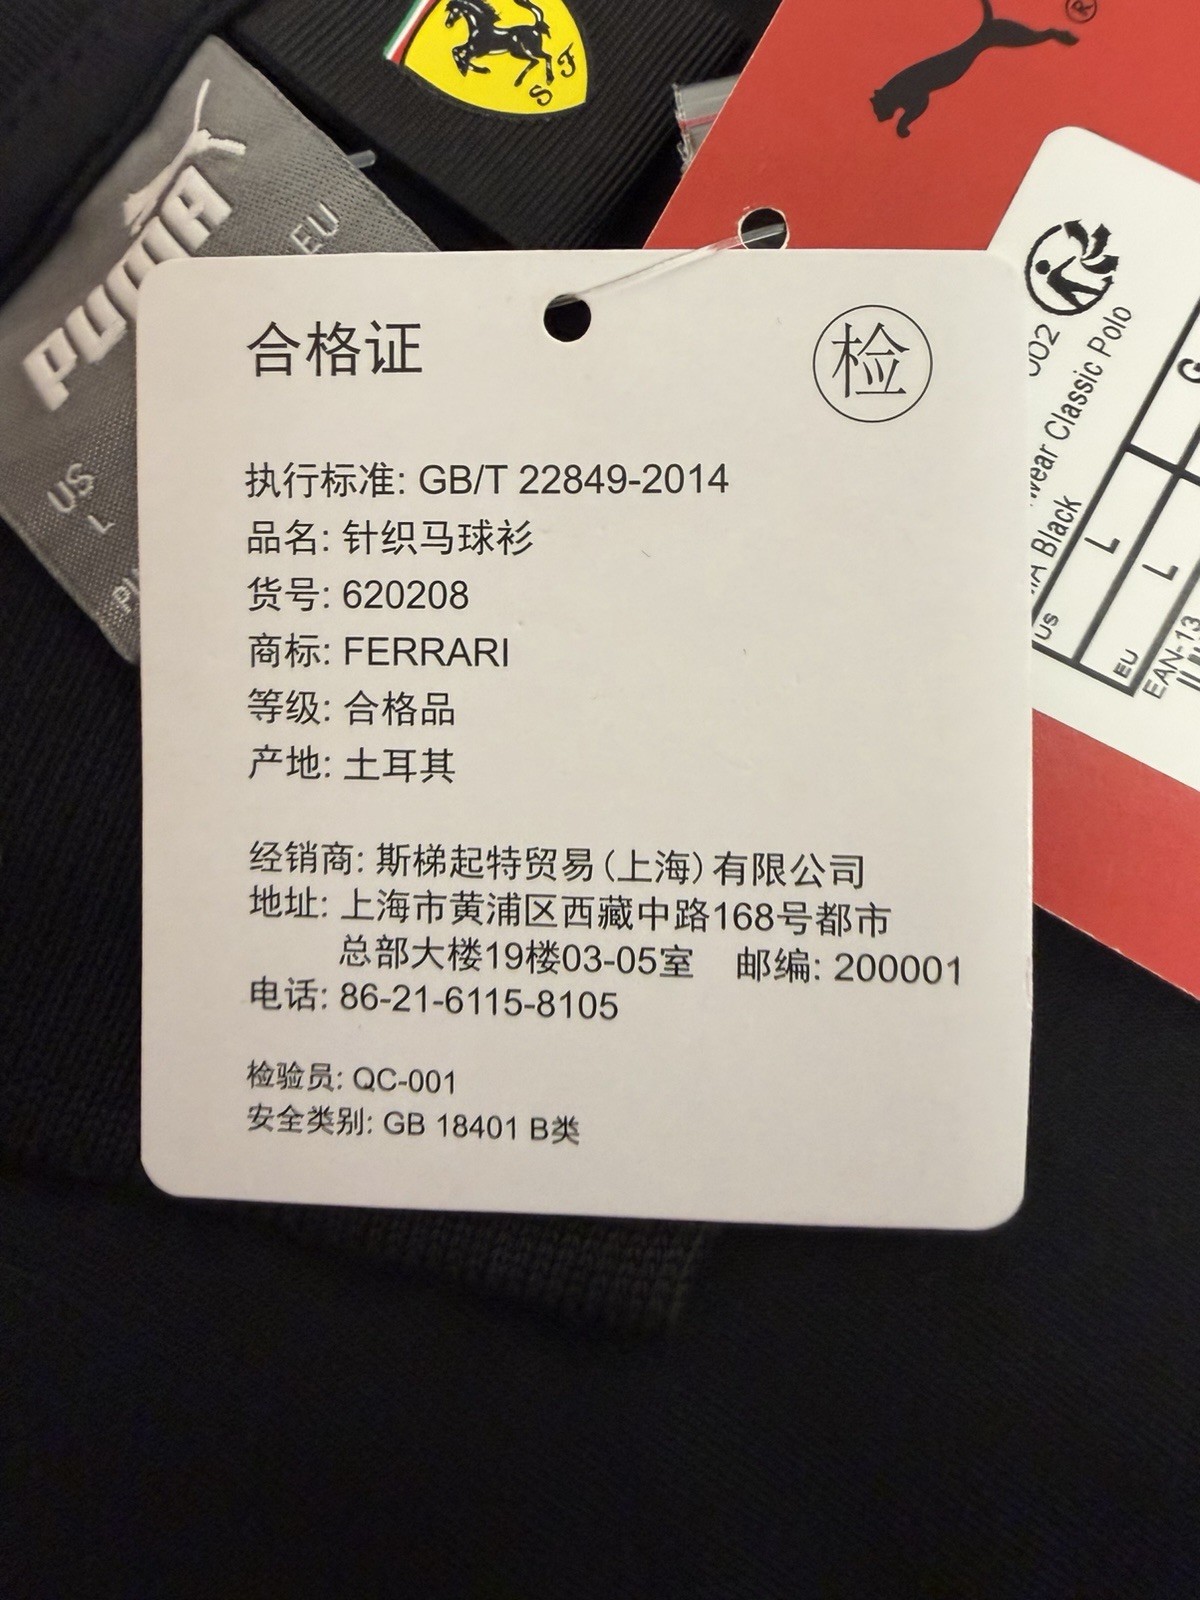 SF
®
PUMA
EU
US
L
合格证
检
执行标准: GB/T 22849-2014
品名: 针织马球衫
货号: 620208
商标: FERRARI
等级: 合格品
产地: 土耳其
经销商: 斯梯起特贸易(上海)有限公司
地址: 上海市黄浦区西藏中路168号都市
总部大楼19楼03-05室 邮编: 200001
电话: 86-21-6115-8105
检验员: QC-001
安全类别: GB 18401 B类
Classic Polo
Black
US
L
EU
L
EAN-13